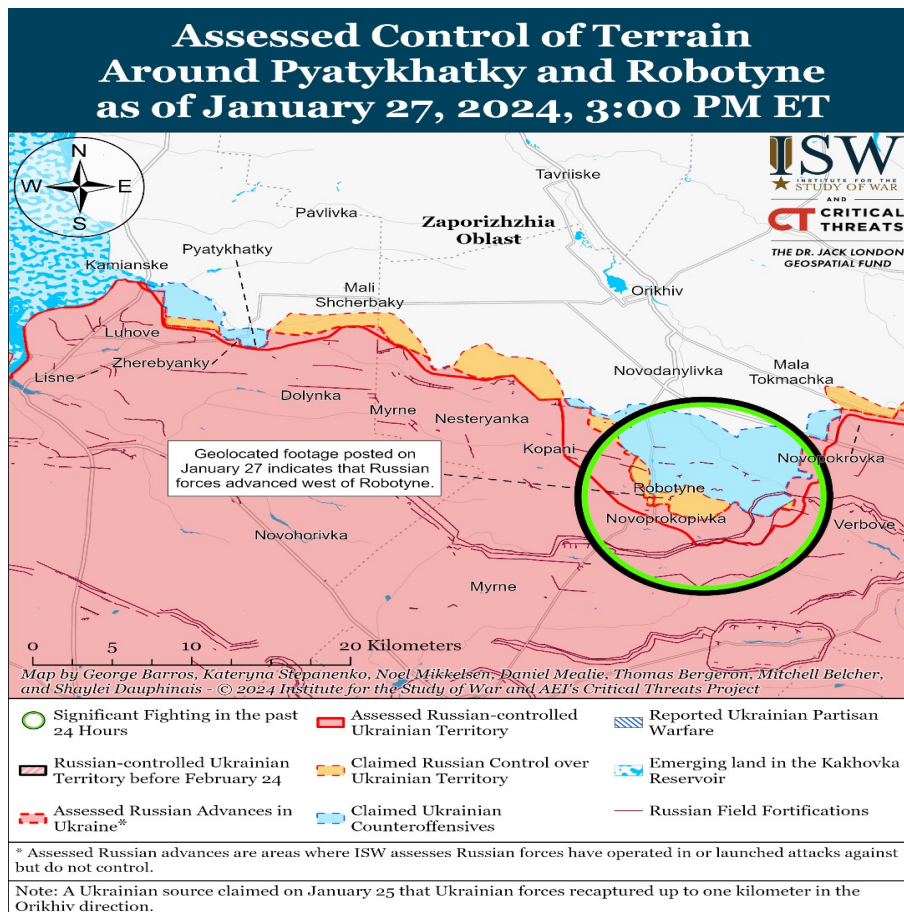 Assessed Control of Terrain
Around Pyatykhatky and Robotyne
as of January 27, 2024, 3:00 PM ET
N
W
E
S
ISW
INSTITUTE FOR THE
STUDY OF WAR
AND
CT CRITICAL
THREATS
THE DR. JACK LONDON
GEOSPATIAL FUND
Tavriiske
Pavlivka
Zaporizhzhia
Oblast
Pyatykhatky
Kamianske
Mali
Shcherbaky
Orikhiv
Luhove
Zherebyanky
Lisne
Novodanylivka
Mala
Tokmachka
Dolynka
Myrne
Nesteryanka
Kopani
Novopokrovka
Geolocated footage posted on
January 27 indicates that Russian
forces advanced west of Robotyne.
Robotyne
Novoprokopivka
Verbove
Novohorivka
Myrne
0 5 10 20 Kilometers
Map by George Barros, Kateryna Stepanenko, Noel Mikkelsen, Daniel Mealie, Thomas Bergeron, Mitchell Belcher,
and Shaylei Dauphinais - © 2024 Institute for the Study of War and AEI's Critical Threats Project
Significant Fighting in the past
24 Hours
Assessed Russian-controlled
Ukrainian Territory
Reported Ukrainian Partisan
Warfare
Russian-controlled Ukrainian
Territory before February 24
Claimed Russian Control over
Ukrainian Territory
Emerging land in the Kakhovka
Reservoir
Assessed Russian Advances in
Ukraine*
Claimed Ukrainian
Counteroffensives
Russian Field Fortifications
* Assessed Russian advances are areas where ISW assesses Russian forces have operated in or launched attacks against
but do not control.
Note: A Ukrainian source claimed on January 25 that Ukrainian forces recaptured up to one kilometer in the
Orikhiv direction.